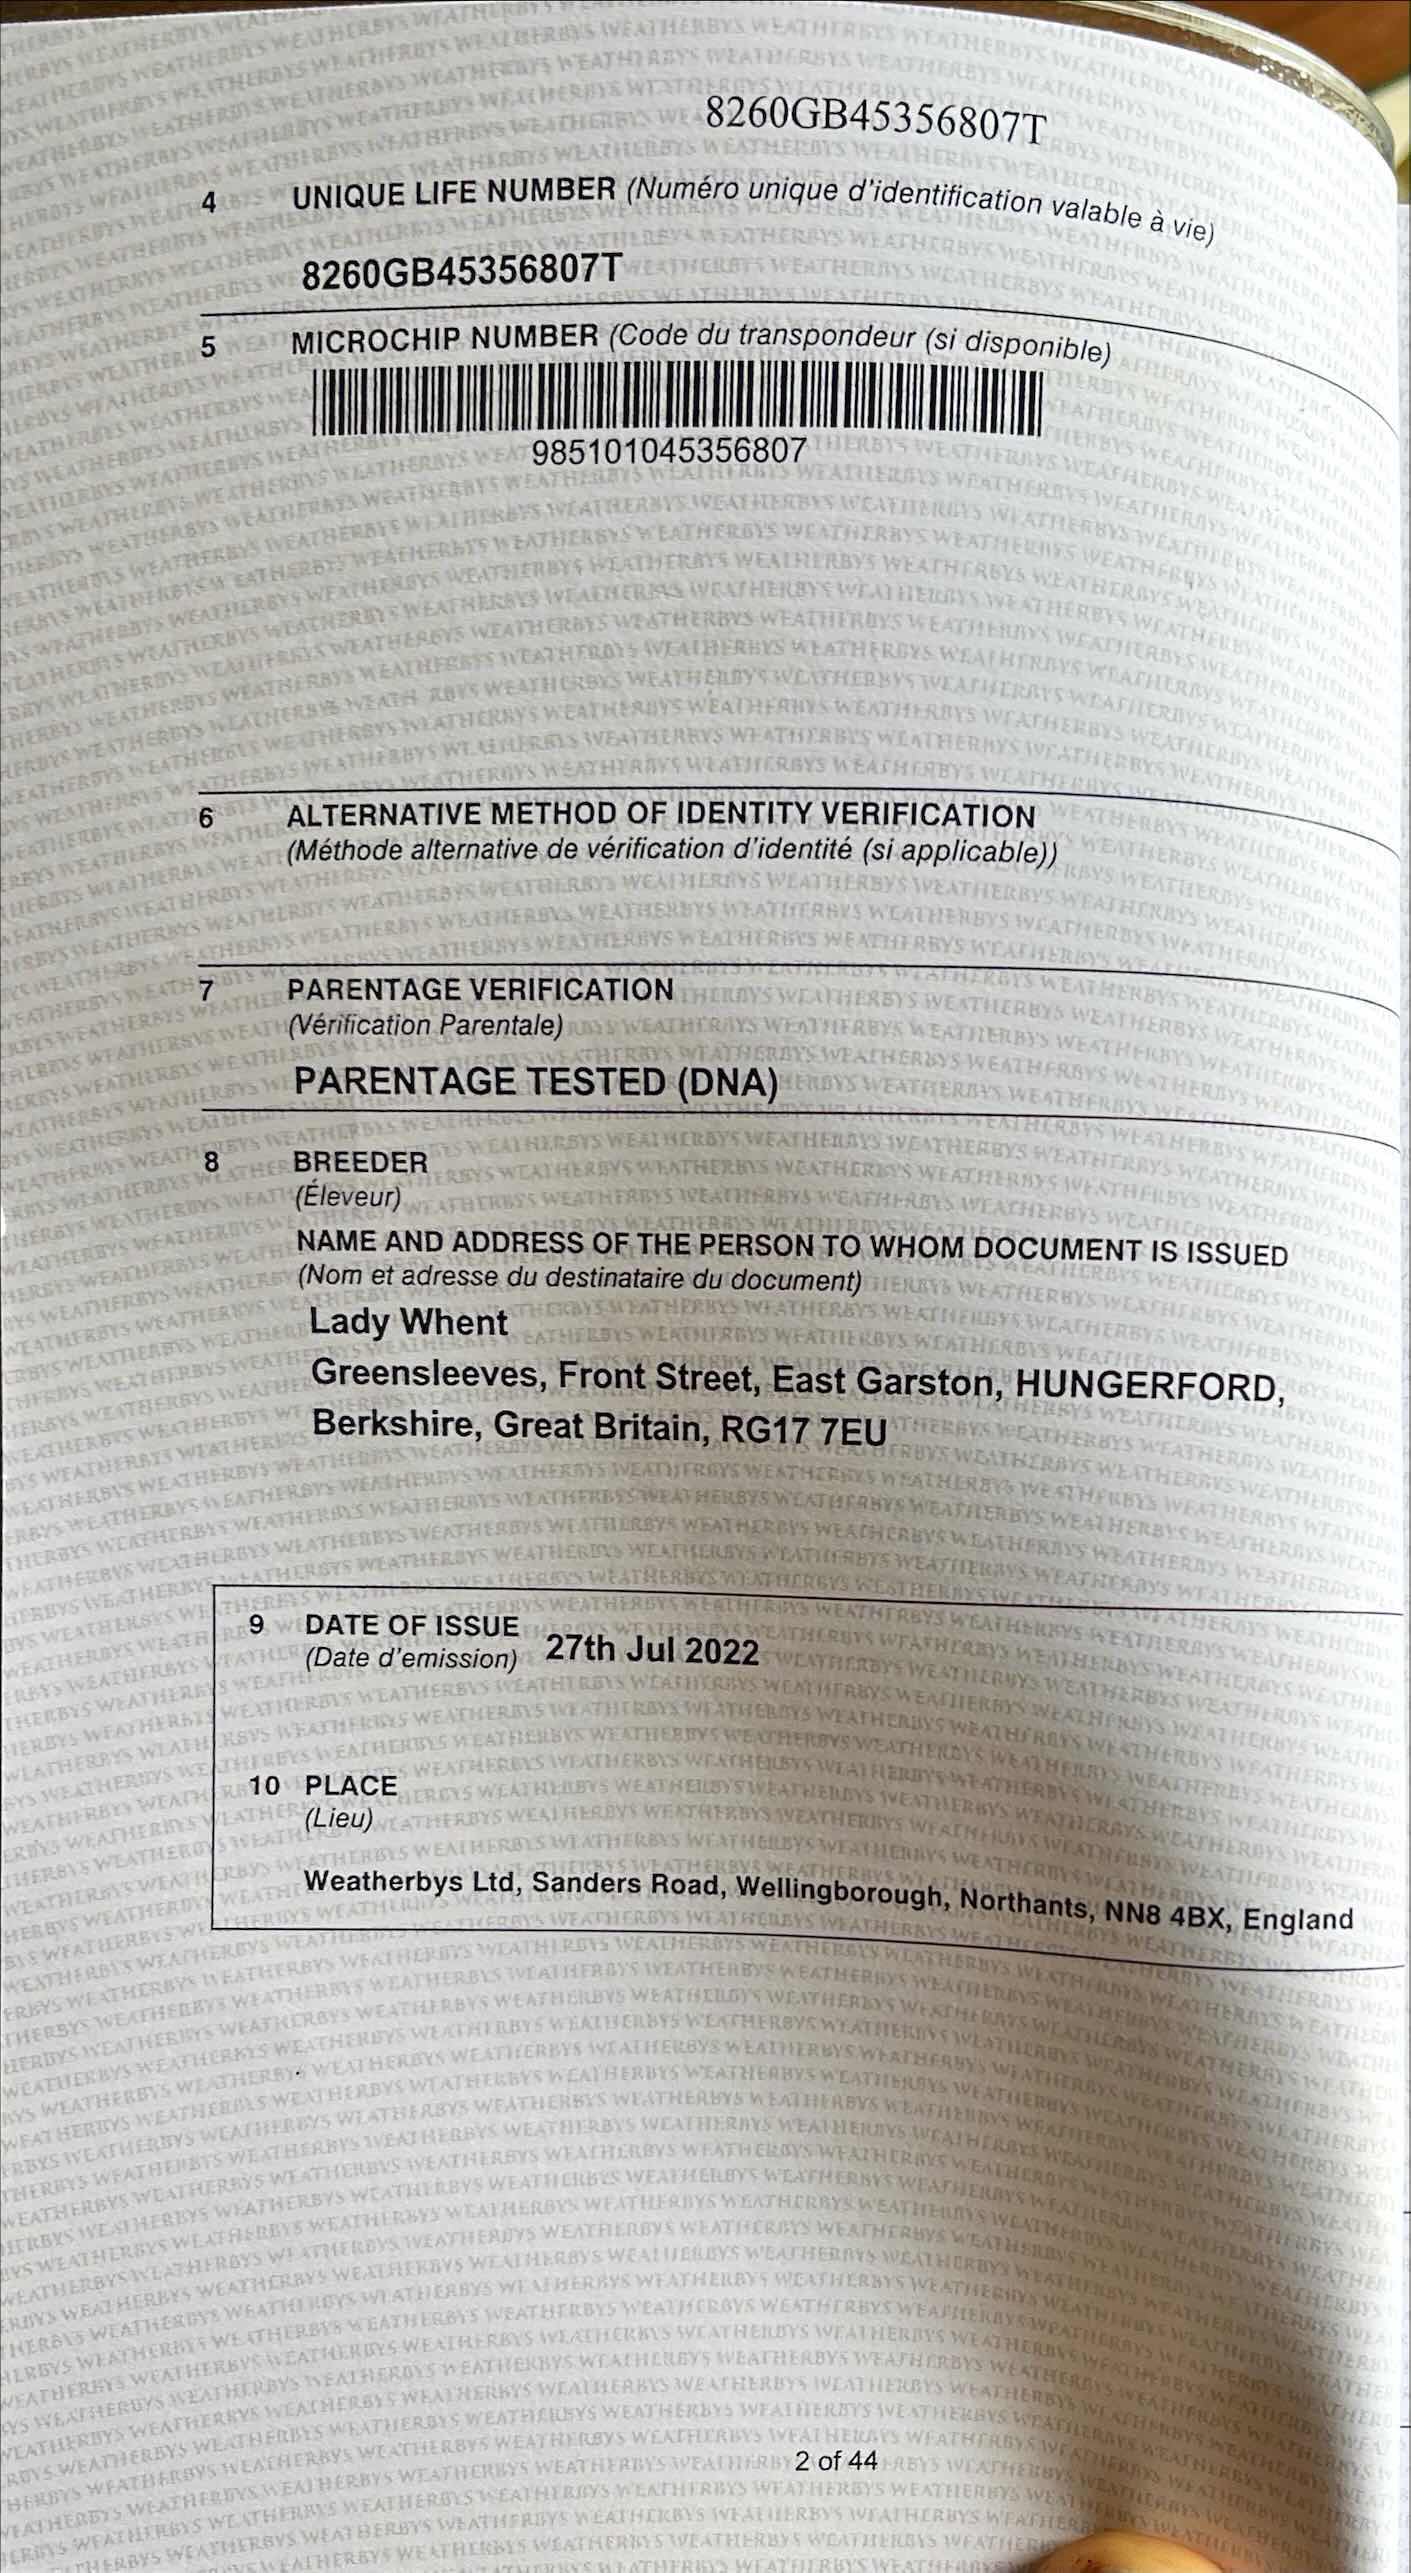 8260GB45356807T
4 UNIQUE LIFE NUMBER (Numéro unique d'identification valable à vie)
8260GB45356807T
5 MICROCHIP NUMBER (Code du transpondeur (si disponible)
985101045356807
6 ALTERNATIVE METHOD OF IDENTITY VERIFICATION
(Méthode alternative de vérification d'identité (si applicable))
7 PARENTAGE VERIFICATION
(Vérification Parentale)
PARENTAGE TESTED (DNA)
8 BREEDER
(Éleveur)
NAME AND ADDRESS OF THE PERSON TO WHOM DOCUMENT IS ISSUED
(Nom et adresse du destinataire du document)
Lady Whent
Greensleeves, Front Street, East Garston, HUNGERFORD,
Berkshire, Great Britain, RG17 7EU
9 DATE OF ISSUE 27th Jul 2022
(Date d'emission)
10 PLACE
(Lieu)
Weatherbys Ltd, Sanders Road, Wellingborough, Northants, NN8 4BX, England
2 of 44